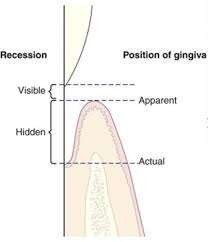 Recession
Position of gingiva
Visible
Apparent
Hidden
Actual